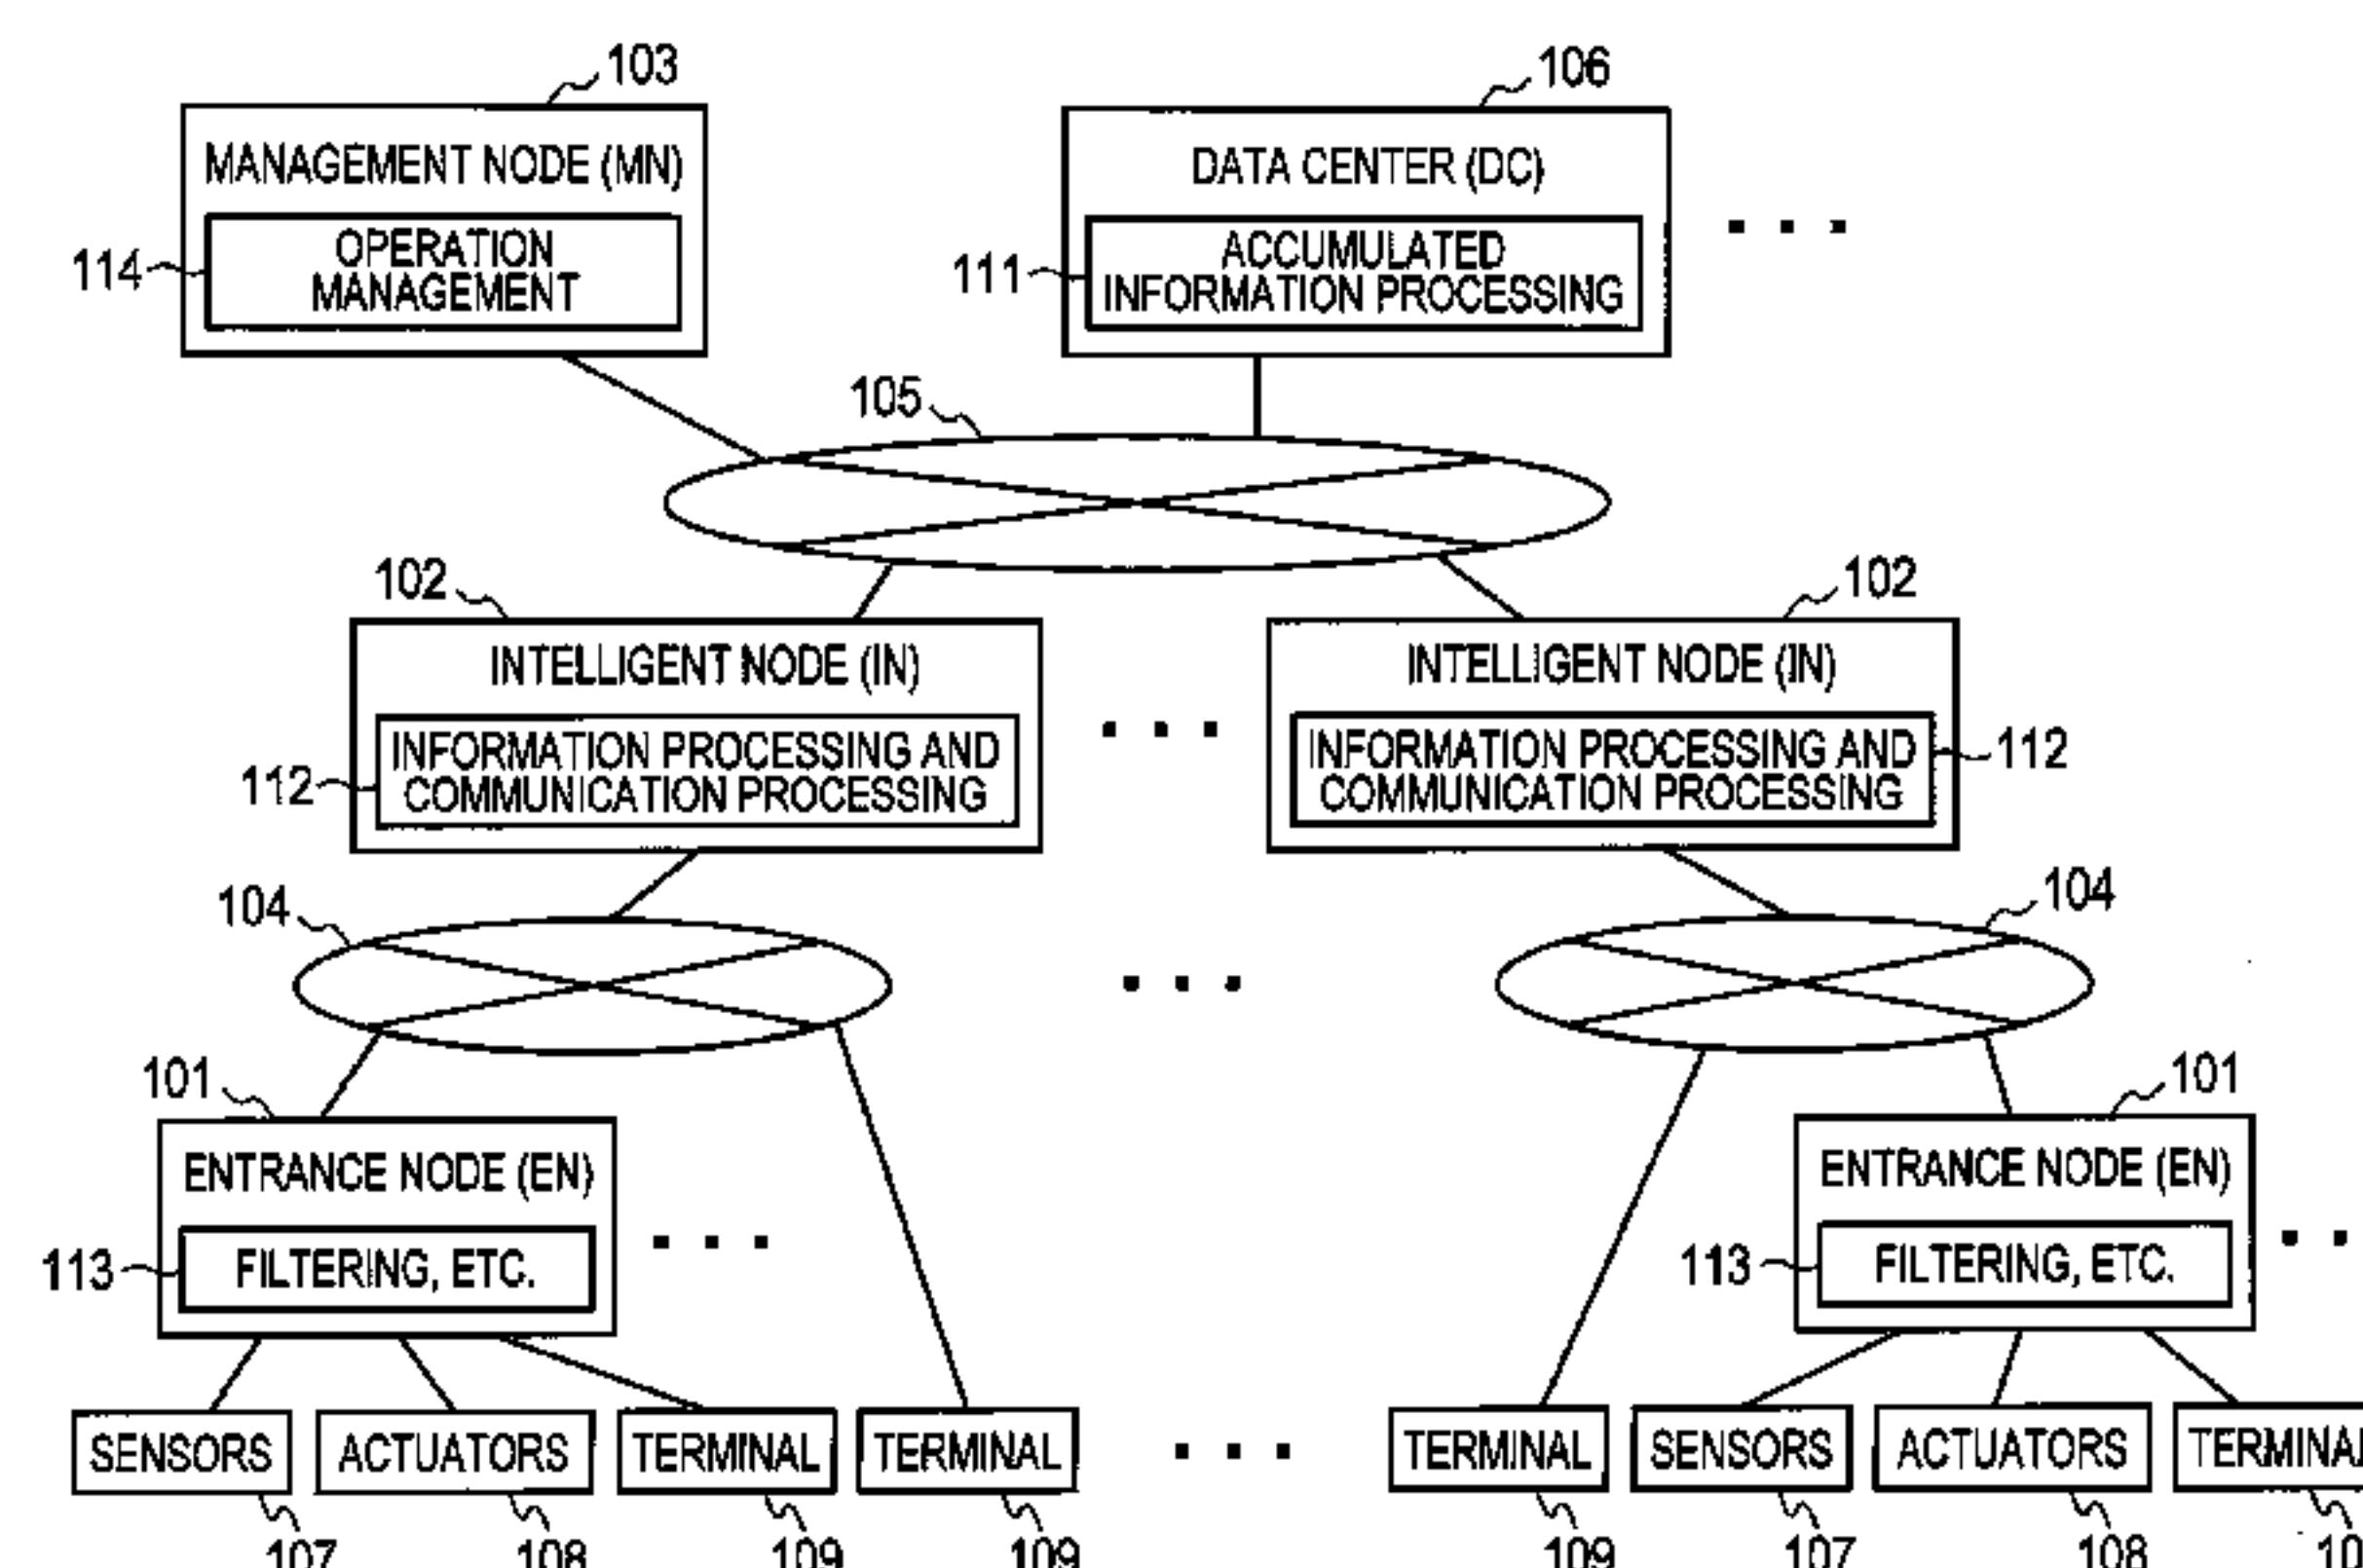 103
106
MANAGEMENT NODE (MN)
DATA CENTER (DC)
114
OPERATION
MANAGEMENT
111
ACCUMULATED
INFORMATION PROCESSING
105
102
102
INTELLIGENT NODE (IN)
INTELLIGENT NODE (IN)
112
INFORMATION PROCESSING AND
COMMUNICATION PROCESSING
INFORMATION PROCESSING AND
COMMUNICATION PROCESSING
112
104
104
101
101
ENTRANCE NODE (EN)
ENTRANCE NODE (EN)
113
FILTERING, ETC.
113
FILTERING, ETC.
SENSORS
ACTUATORS
TERMINAL
TERMINAL
TERMINAL
SENSORS
ACTUATORS
107
108
109
109
109
107
108